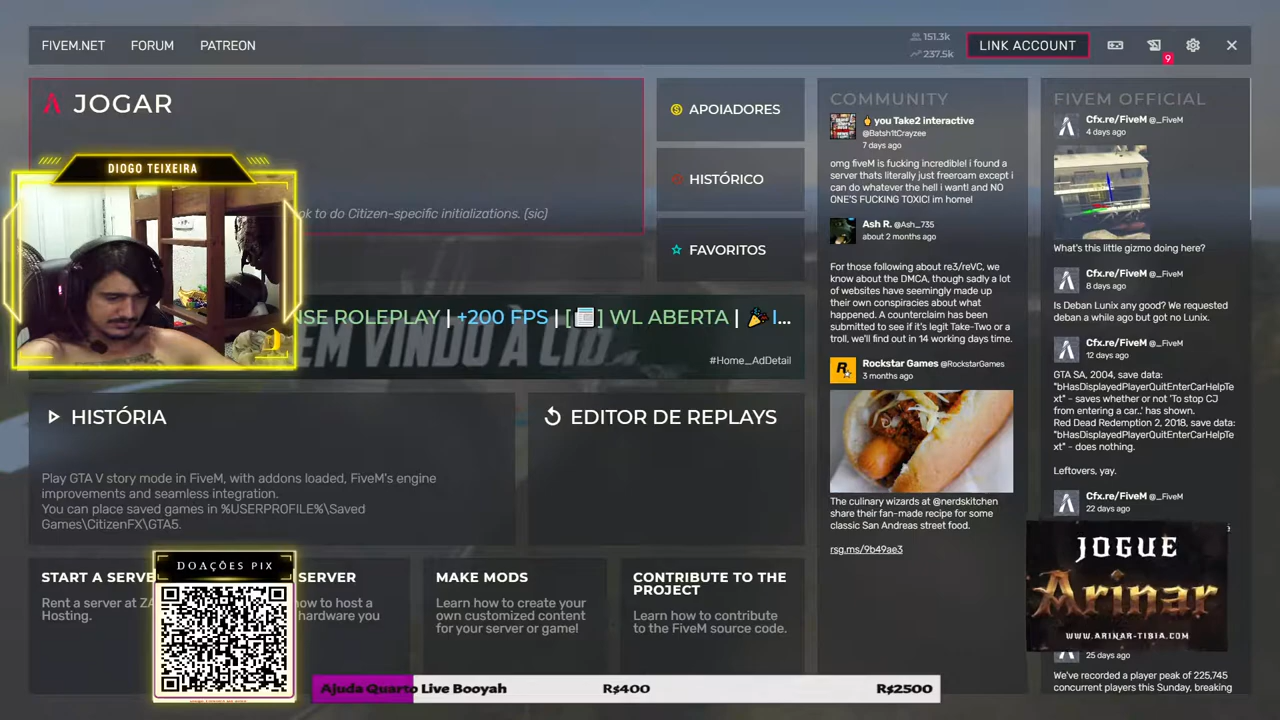 FIVEM.NET
FORUM
PATREON
151.3k
237.5k
LINK ACCOUNT
9
JOGAR
to do Citizen-specific initializations. (sic)
DIOGO TEIXEIRA
APOIADORES
HISTÓRICO
FAVORITOS
NSE ROLEPLAY | +200 FPS | [📰] WL ABERTA | 🎉 I...
EM VINDO A CID
#Home_AdDetail
HISTÓRIA
Play GTA V story mode in FiveM, with addons loaded, FiveM's engine
improvements and seamless integration.
You can place saved games in %USERPROFILE%\Saved
Games\CitizenFX\GTA5.
EDITOR DE REPLAYS
START A SERVE
Rent a server at ZA
Hosting.
DOAÇÕES PIX
SERVER
how to host a
hardware you
MAKE MODS
Learn how to create your
own customized content
for your server or game!
CONTRIBUTE TO THE
PROJECT
Learn how to contribute
to the FiveM source code.
Ajuda Quarto Live Booyah
R$400
R$2500
COMMUNITY
you Take2 interactive
@Batsh1tCrayzee
7 days ago
omg fiveM is fucking incredible! i found a
server thats literally just freeroam except i
can do whatever the hell i want! and NO
ONE'S FUCKING TOXIC! im home!
Ash R. @Ash_735
about 2 months ago
For those following about re3/reVC, we
know about the DMCA, though sadly a lot
of websites have seemingly made up
their own conspiracies about what
happened. A counterclaim has been
submitted to see if it's legit Take-Two or a
troll, we'll find out in 14 working days time.
Rockstar Games @RockstarGames
3 months ago
The culinary wizards at @nerdskitchen
share their fan-made recipe for some
classic San Andreas street food.
rsg.ms/9b49ae3
FIVEM OFFICIAL
Cfx.re/FiveM @_FiveM
4 days ago
What's this little gizmo doing here?
Cfx.re/FiveM @_FiveM
8 days ago
Is Deban Lunix any good? We requested
deban a while ago but got no Lunix.
Cfx.re/FiveM @_FiveM
12 days ago
GTA SA, 2004, save data:
"bHasDisplayedPlayerQuitEnterCarHelpTe
xt" - saves whether or not 'To stop CJ
from entering a car..' has shown.
Red Dead Redemption 2, 2018, save data:
"bHasDisplayedPlayerQuitEnterCarHelpTe
xt" - does nothing.
Leftovers, yay.
Cfx.re/FiveM @_FiveM
22 days ago
JOGUE
Arinar
WWW.ARINAR-TIBIA.COM
25 days ago
We've recorded a player peak of 225,745
concurrent players this Sunday, breaking